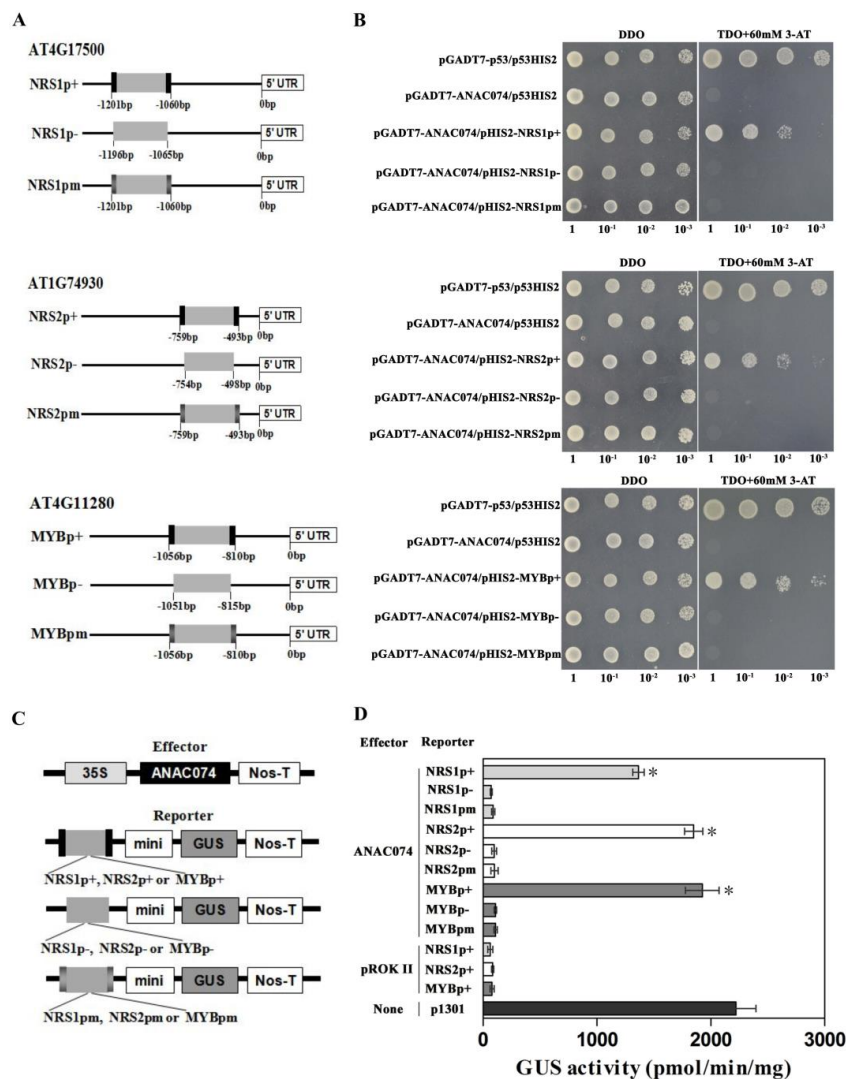 A
AT4G17500
NRS1p+
-1201bp -1060bp 0bp
5' UTR
NRS1p-
-1196bp -1065bp 0bp
5' UTR
NRS1pm
-1201bp -1060bp 0bp
5' UTR
AT1G74930
NRS2p+
-759bp -493bp 0bp
5' UTR
NRS2p-
-754bp -498bp 0bp
5' UTR
NRS2pm
-759bp -493bp 0bp
5' UTR
AT4G11280
MYBp+
-1056bp -810bp 0bp
5' UTR
MYBp-
-1051bp -815bp 0bp
5' UTR
MYBpm
-1056bp -810bp 0bp
5' UTR
B
DDO TDO+60mM 3-AT
pGADT7-p53/p53HIS2
pGADT7-ANAC074/p53HIS2
pGADT7-ANAC074/pHIS2-NRS1p+
pGADT7-ANAC074/pHIS2-NRS1p-
pGADT7-ANAC074/pHIS2-NRS1pm
1 10⁻¹ 10⁻² 10⁻³ 1 10⁻¹ 10⁻² 10⁻³
DDO TDO+60mM 3-AT
pGADT7-p53/p53HIS2
pGADT7-ANAC074/p53HIS2
pGADT7-ANAC074/pHIS2-NRS2p+
pGADT7-ANAC074/pHIS2-NRS2p-
pGADT7-ANAC074/pHIS2-NRS2pm
1 10⁻¹ 10⁻² 10⁻³ 1 10⁻¹ 10⁻² 10⁻³
DDO TDO+60mM 3-AT
pGADT7-p53/p53HIS2
pGADT7-ANAC074/p53HIS2
pGADT7-ANAC074/pHIS2-MYBp+
pGADT7-ANAC074/pHIS2-MYBp-
pGADT7-ANAC074/pHIS2-MYBpm
1 10⁻¹ 10⁻² 10⁻³ 1 10⁻¹ 10⁻² 10⁻³
C
Effector
35S ANAC074 Nos-T
Reporter
mini GUS Nos-T
NRS1p+, NRS2p+ or MYBp+
mini GUS Nos-T
NRS1p-, NRS2p- or MYBp-
mini GUS Nos-T
NRS1pm, NRS2pm or MYBpm
D
Effector Reporter
ANAC074
NRS1p+ *
NRS1p-
NRS1pm
NRS2p+ *
NRS2p-
NRS2pm
MYBp+ *
MYBp-
MYBpm
pROK II
NRS1p+
NRS2p+
MYBp+
None p1301
0 1000 2000 3000
GUS activity (pmol/min/mg)